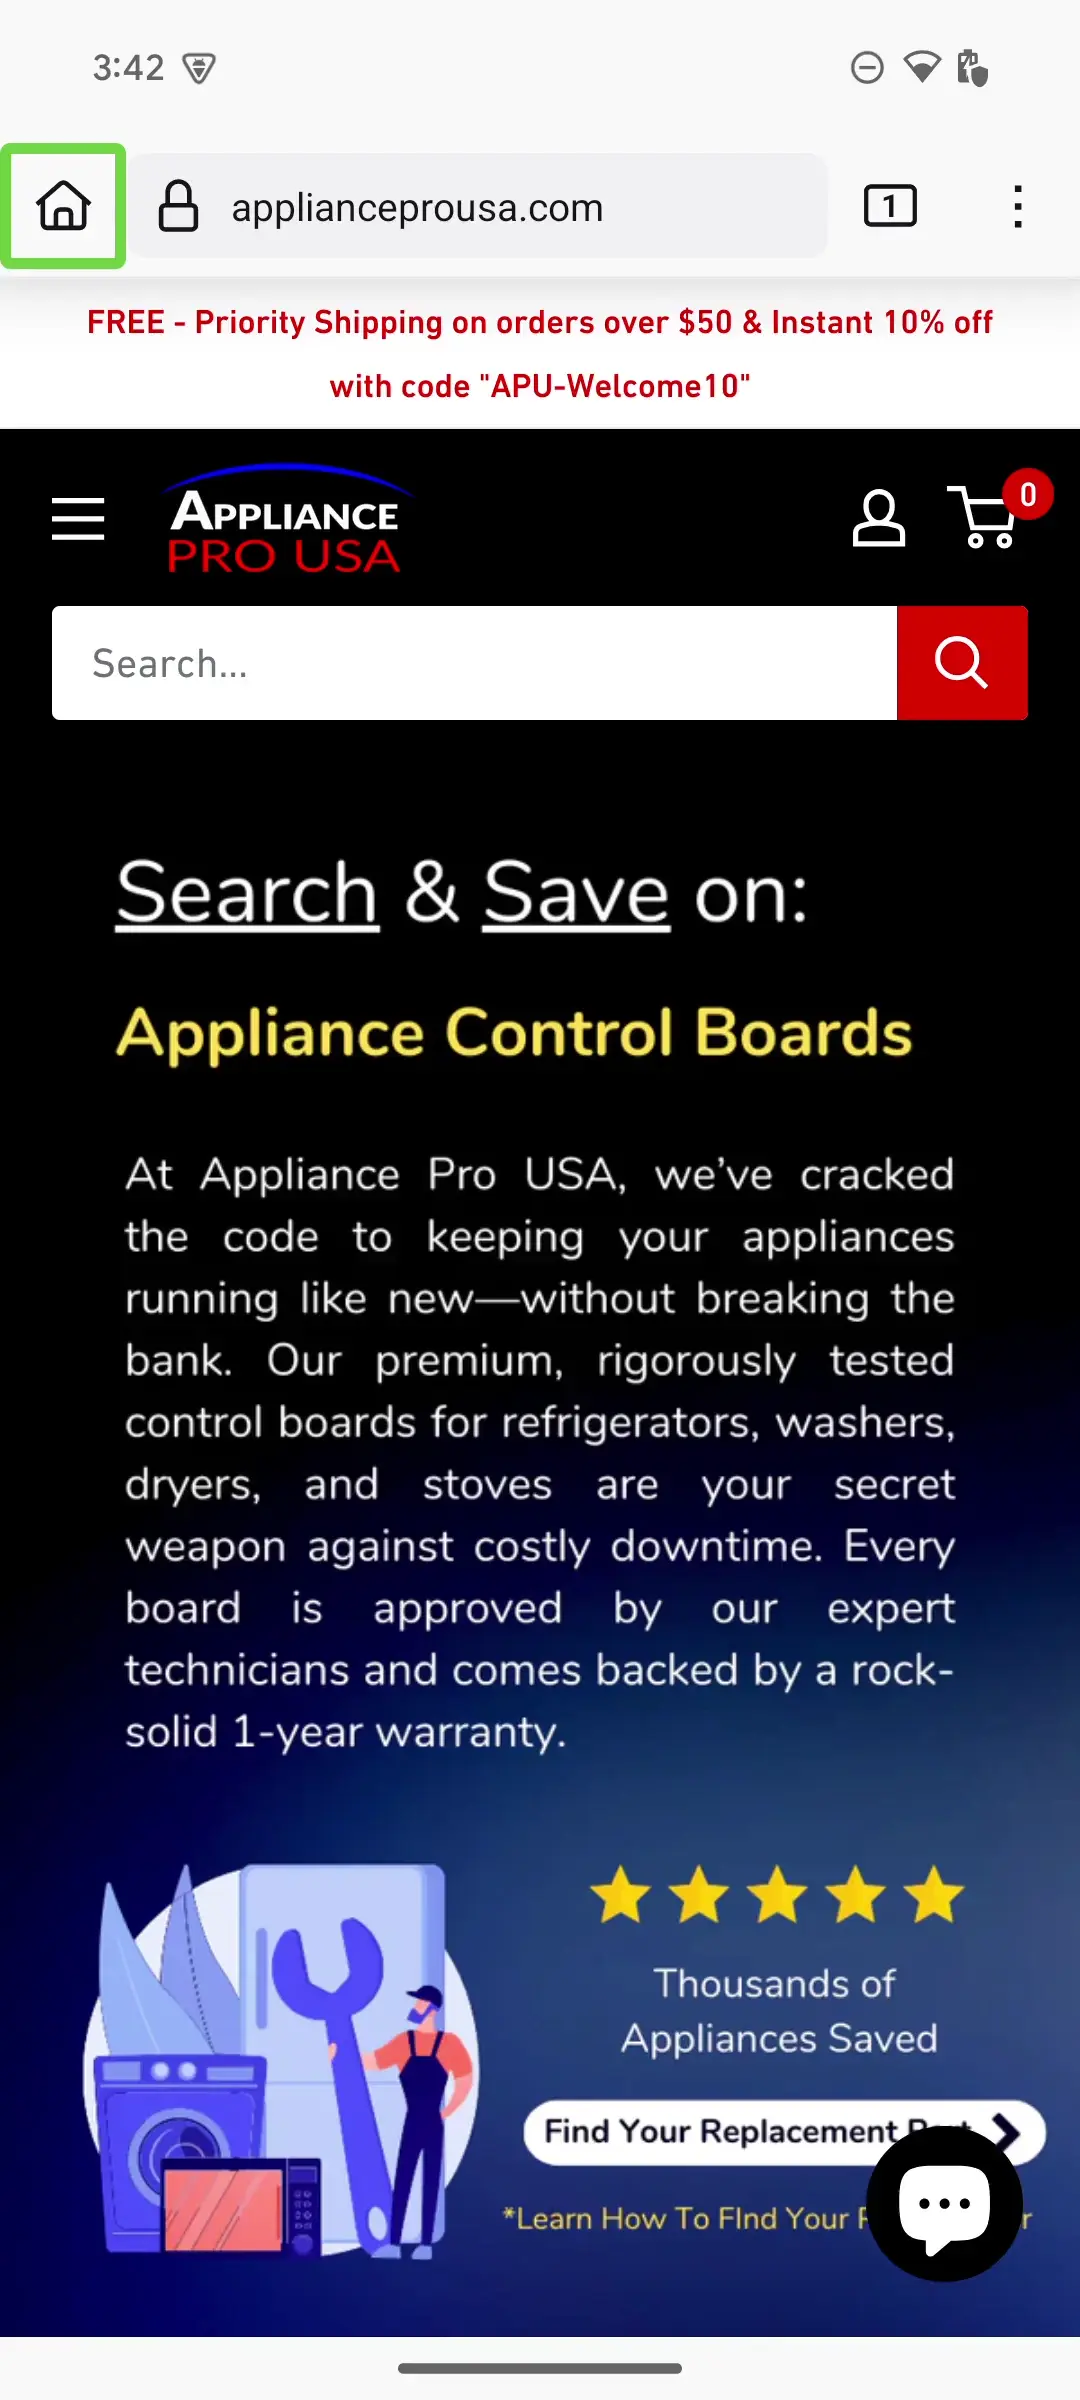 3:42
applianceprousa.com
1
FREE - Priority Shipping on orders over $50 & Instant 10% off
with code "APU-Welcome10"
APPLIANCE
PRO USA
0
Search...
Search & Save on:
Appliance Control Boards
At Appliance Pro USA, we've cracked
the code to keeping your appliances
running like new—without breaking the
bank. Our premium, rigorously tested
control boards for refrigerators, washers,
dryers, and stoves are your secret
weapon against costly downtime. Every
board is approved by our expert
technicians and comes backed by a rock-
solid 1-year warranty.
Thousands of
Appliances Saved
Find Your Replacement
*Learn How To FInd Your